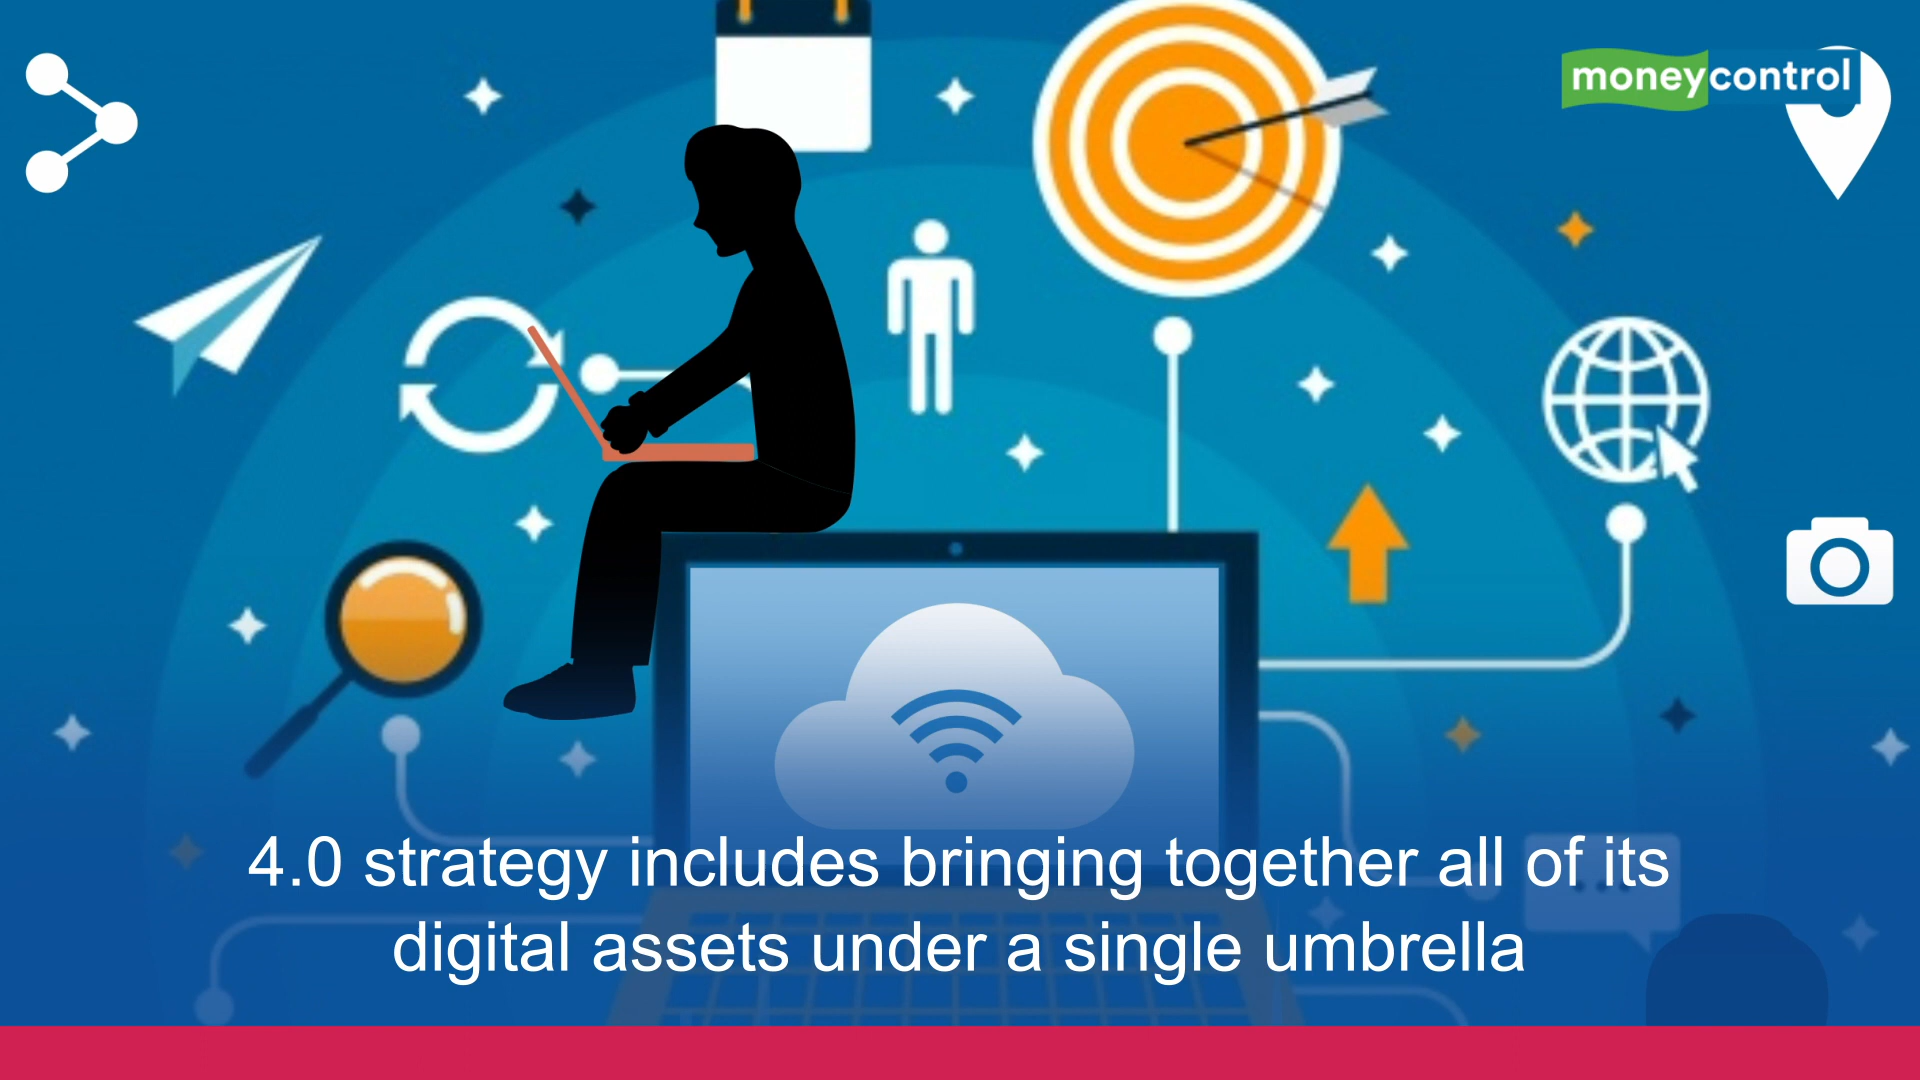 moneycontrol
4.0 strategy includes bringing together all of its
digital assets under a single umbrella